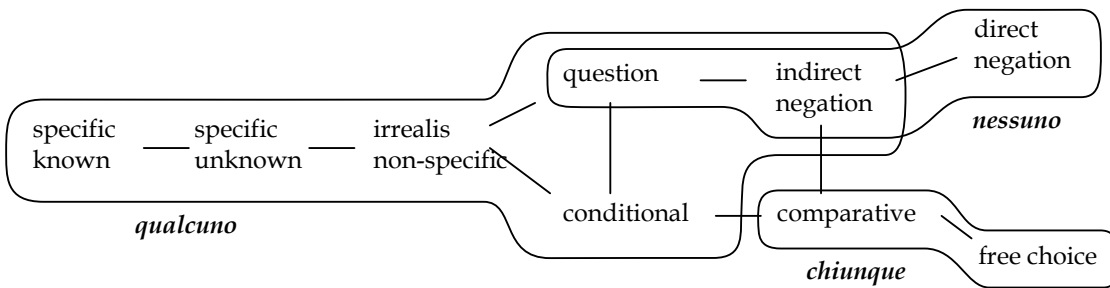 direct
negation
question
indirect
negation
nessuno
specific
known
specific
unknown
irrealis
non-specific
qualcuno
conditional
comparative
free choice
chiunque